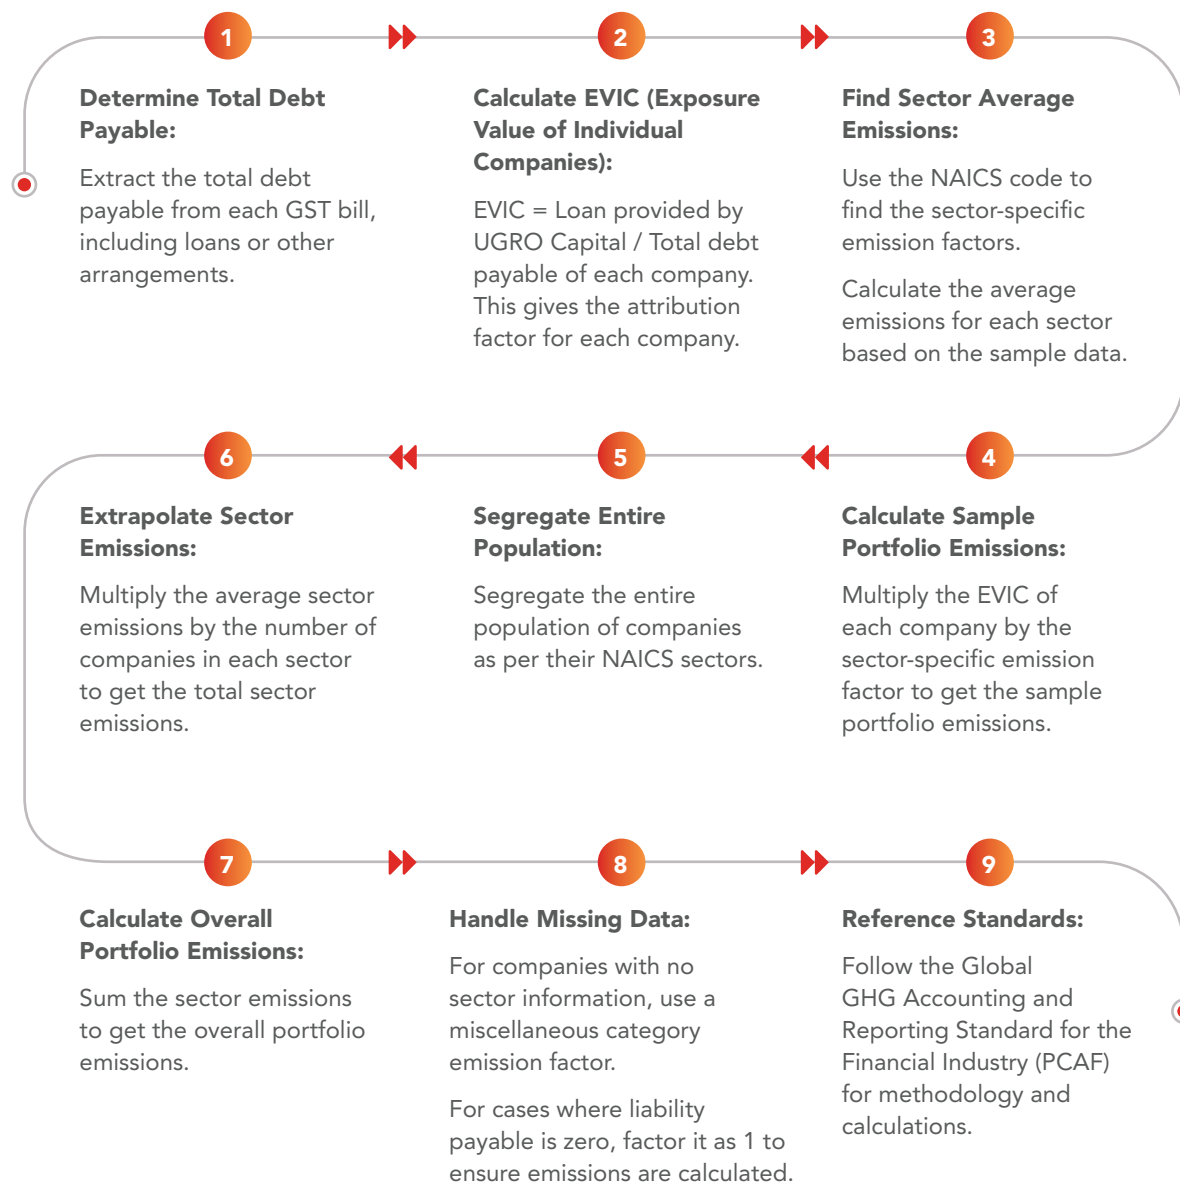 1
Determine Total Debt
Payable:
Extract the total debt
payable from each GST bill,
including loans or other
arrangements.
2
Calculate EVIC (Exposure
Value of Individual
Companies):
EVIC = Loan provided by
UGRO Capital / Total debt
payable of each company.
This gives the attribution
factor for each company.
3
Find Sector Average
Emissions:
Use the NAICS code to
find the sector-specific
emission factors.
Calculate the average
emissions for each sector
based on the sample data.
4
Calculate Sample
Portfolio Emissions:
Multiply the EVIC of
each company by the
sector-specific emission
factor to get the sample
portfolio emissions.
5
Segregate Entire
Population:
Segregate the entire
population of companies
as per their NAICS sectors.
6
Extrapolate Sector
Emissions:
Multiply the average sector
emissions by the number of
companies in each sector
to get the total sector
emissions.
7
Calculate Overall
Portfolio Emissions:
Sum the sector emissions
to get the overall portfolio
emissions.
8
Handle Missing Data:
For companies with no
sector information, use a
miscellaneous category
emission factor.
For cases where liability
payable is zero, factor it as 1 to
ensure emissions are calculated.
9
Reference Standards:
Follow the Global
GHG Accounting and
Reporting Standard for the
Financial Industry (PCAF)
for methodology and
calculations.